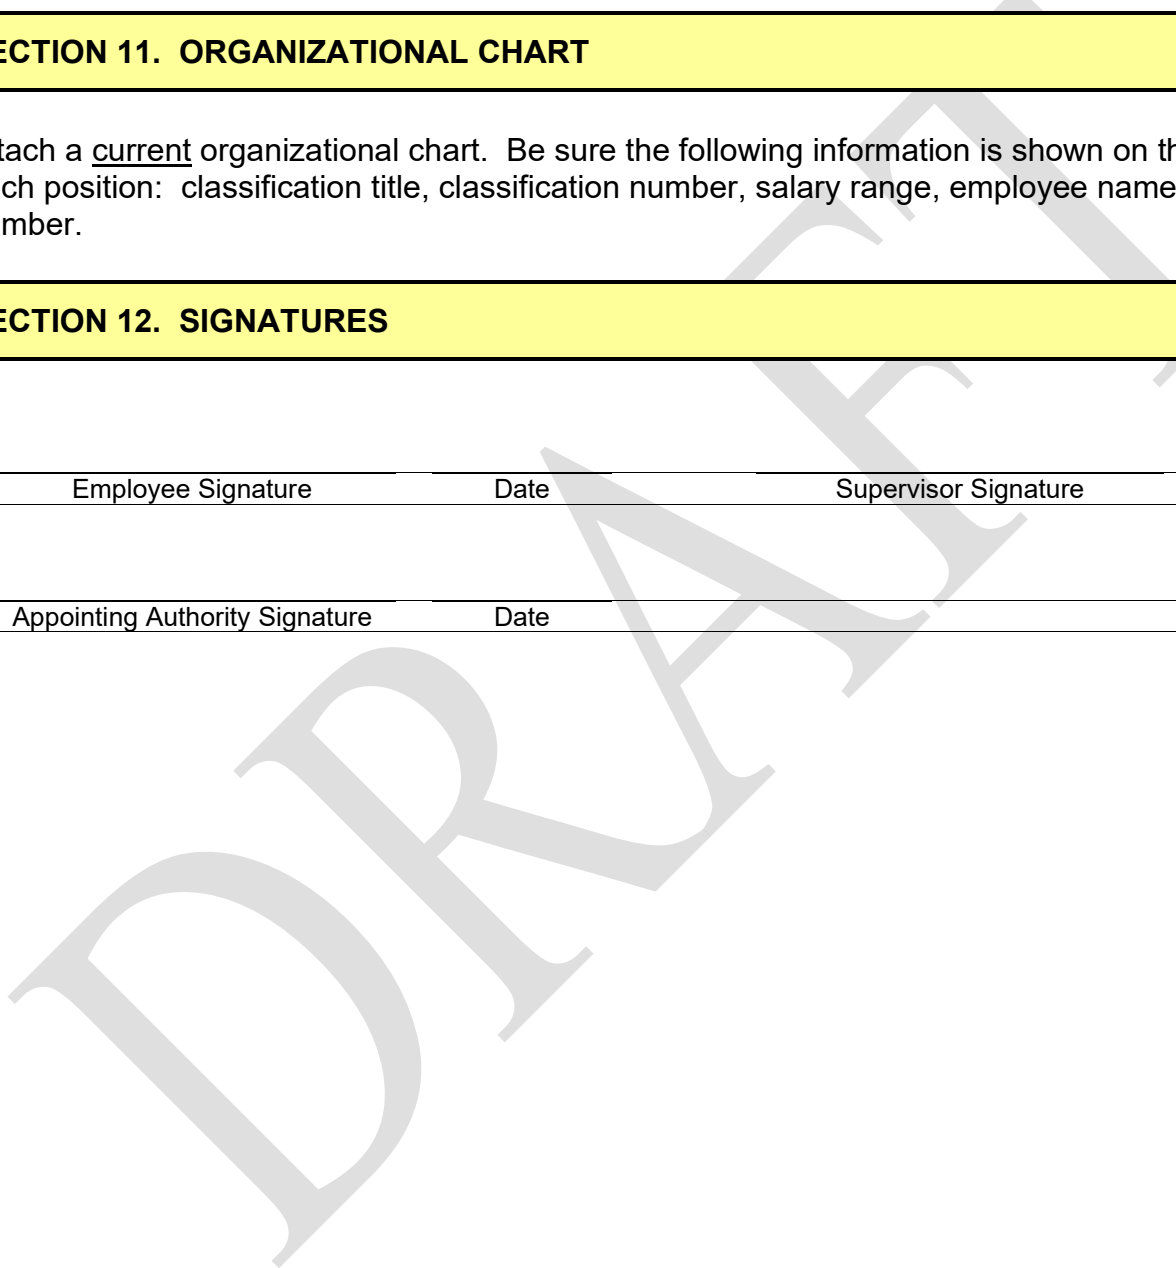 ECTION 11.  ORGANIZATIONAL CHART
tach a current organizational chart.  Be sure the following information is shown on th
ch position:  classification title, classification number, salary range, employee name
mber.
ECTION 12.  SIGNATURES
Employee Signature Date Supervisor Signature
Appointing Authority Signature Date
DRAFT